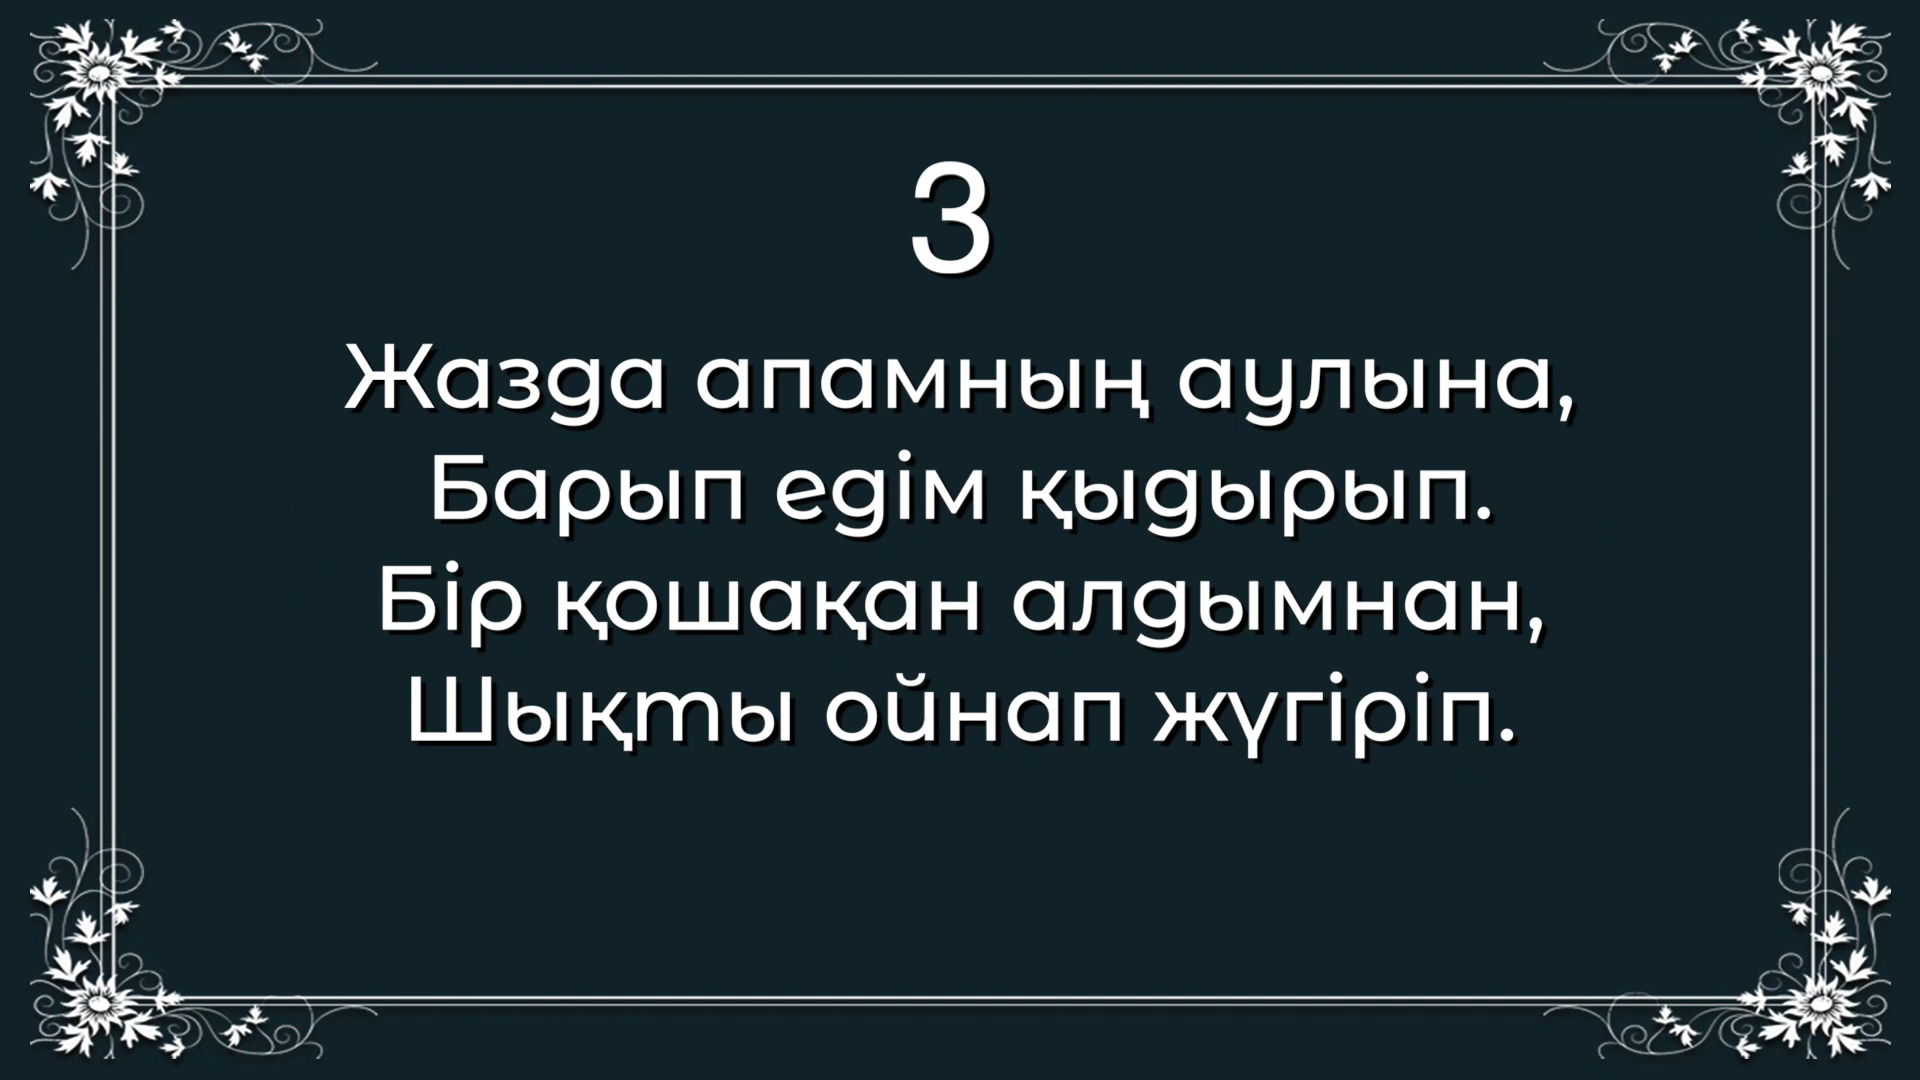 3
Жазда апамның аулына,
Барып едім қыдырып.
Бір қошақан алдымнан,
Шықты ойнап жүгіріп.